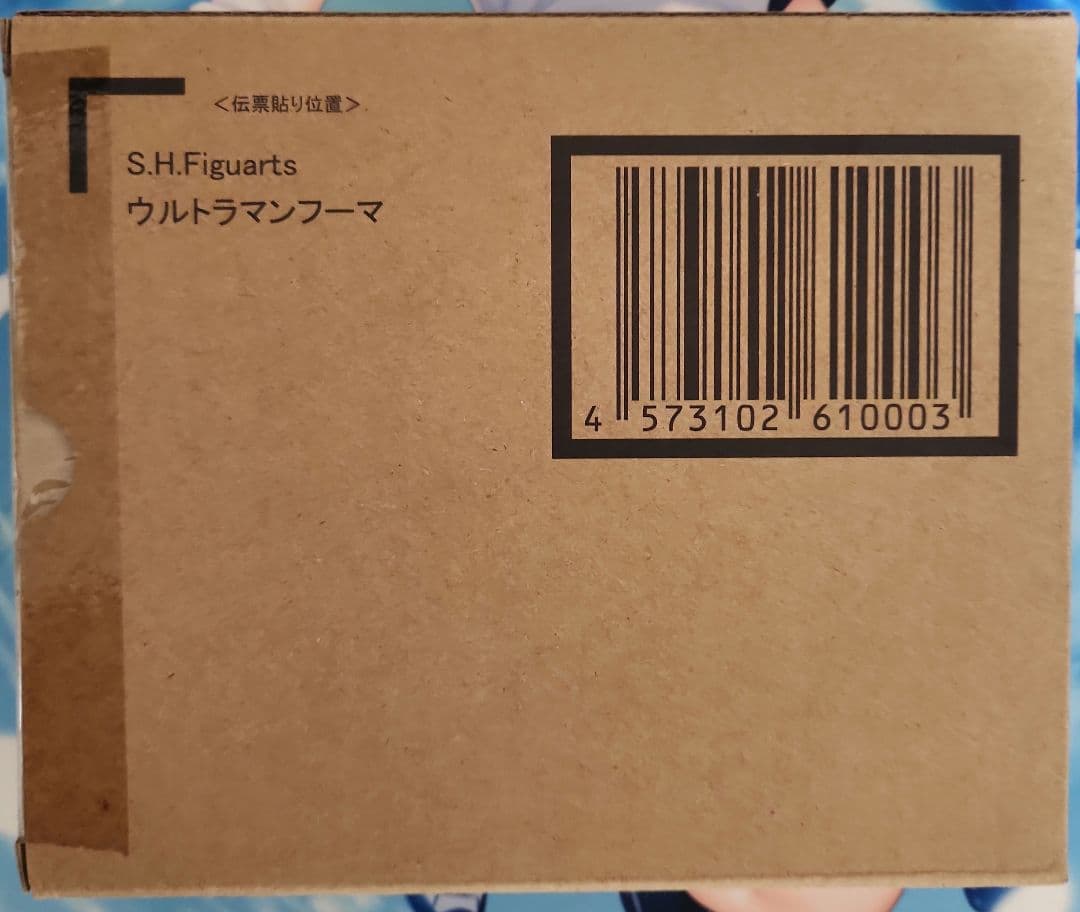 ＜伝票貼り位置＞
S.H.Figuarts
ウルトラマンフーマ
4 573102 610003